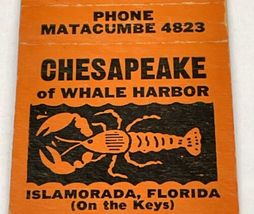 PHONE
MATACUMBE 4823
CHESAPEAKE
of WHALE HARBOR
ISLAMORADA, FLORIDA
(On the Keys)